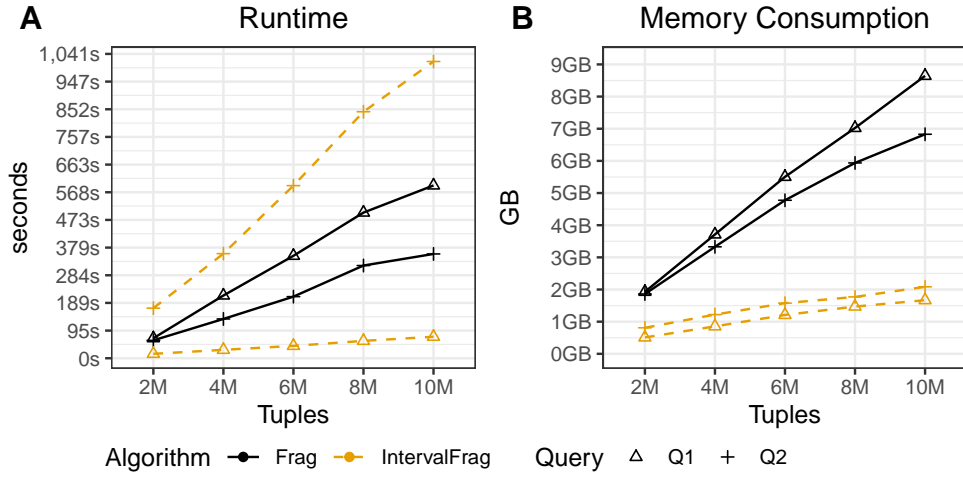 A Runtime
seconds
1,041s
947s
852s
757s
663s
568s
473s
379s
284s
189s
95s
0s
2M 4M 6M 8M 10M
Tuples
B Memory Consumption
GB
9GB
8GB
7GB
6GB
5GB
4GB
3GB
2GB
1GB
0GB
2M 4M 6M 8M 10M
Tuples
Algorithm Frag IntervalFrag Query Q1 Q2